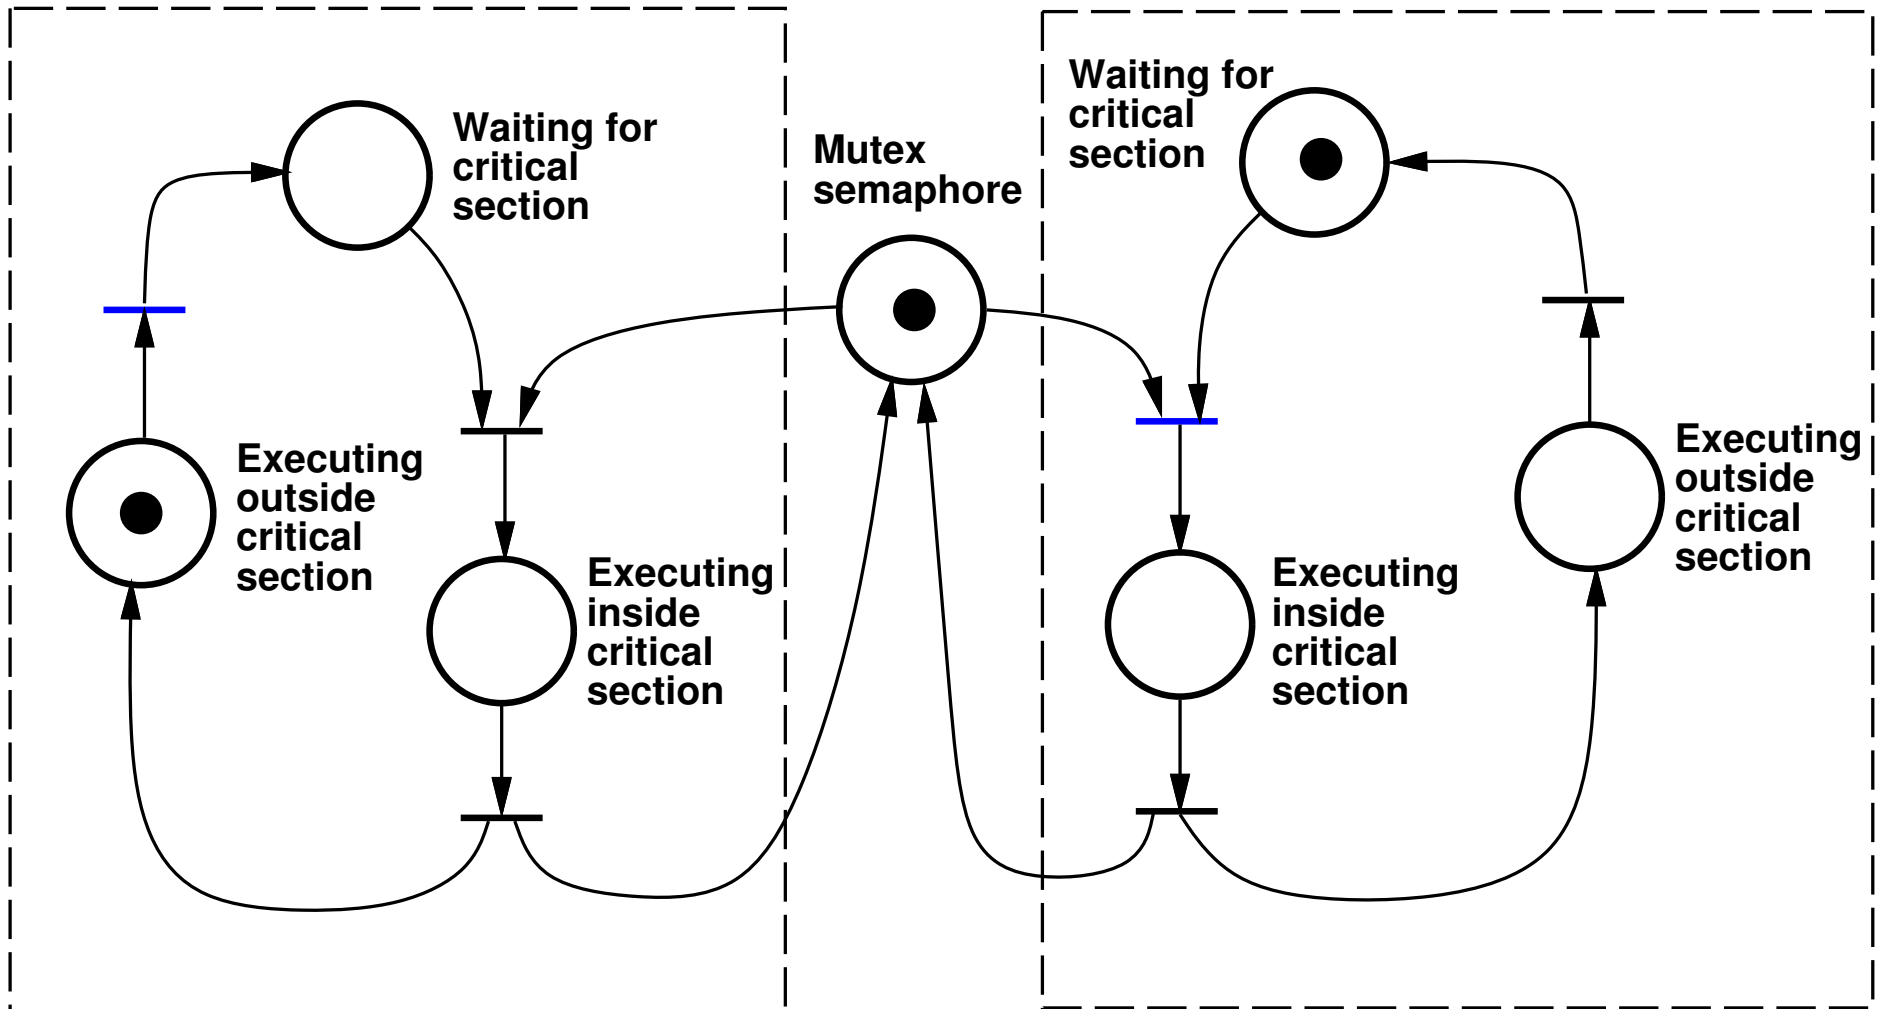 Waiting for
critical
section
Mutex
semaphore
Waiting for
critical
section
Executing
outside
critical
section
Executing
inside
critical
section
Executing
inside
critical
section
Executing
outside
critical
section